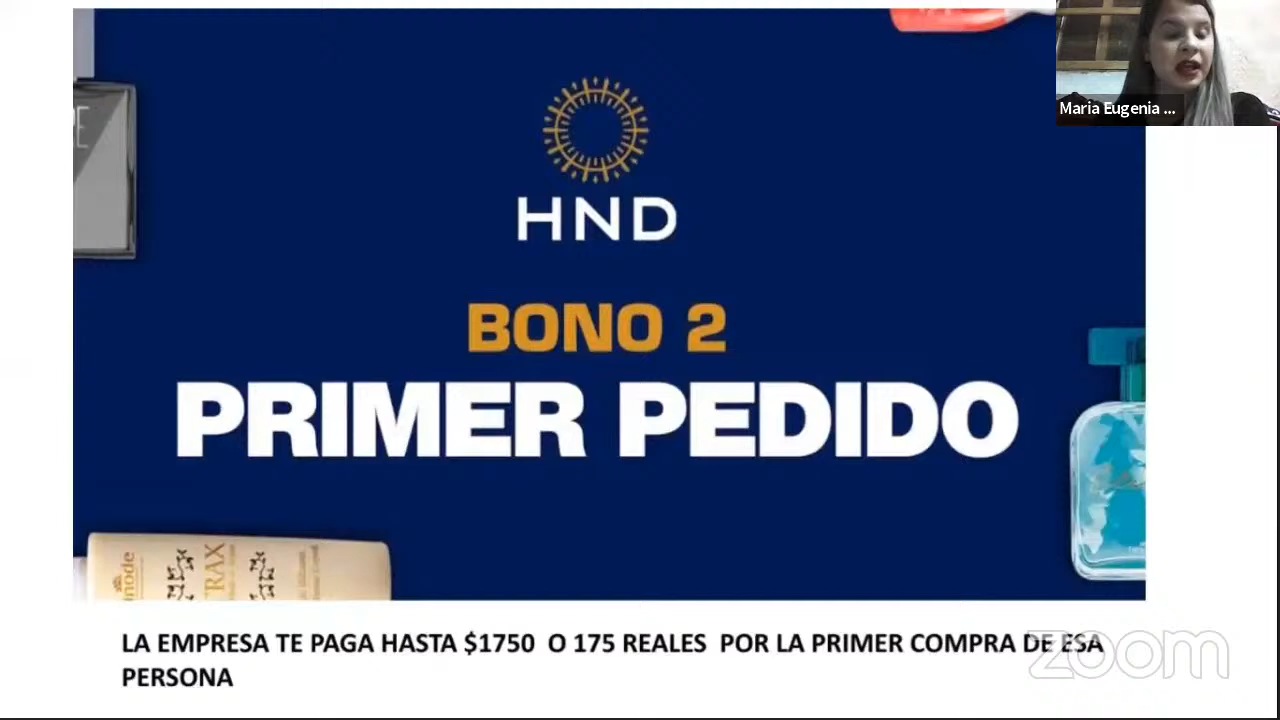 Maria Eugenia ...
HND
BONO 2
PRIMER PEDIDO
TRAX
LA EMPRESA TE PAGA HASTA $1750 O 175 REALES POR LA PRIMER COMPRA DE ESA
PERSONA
zoom